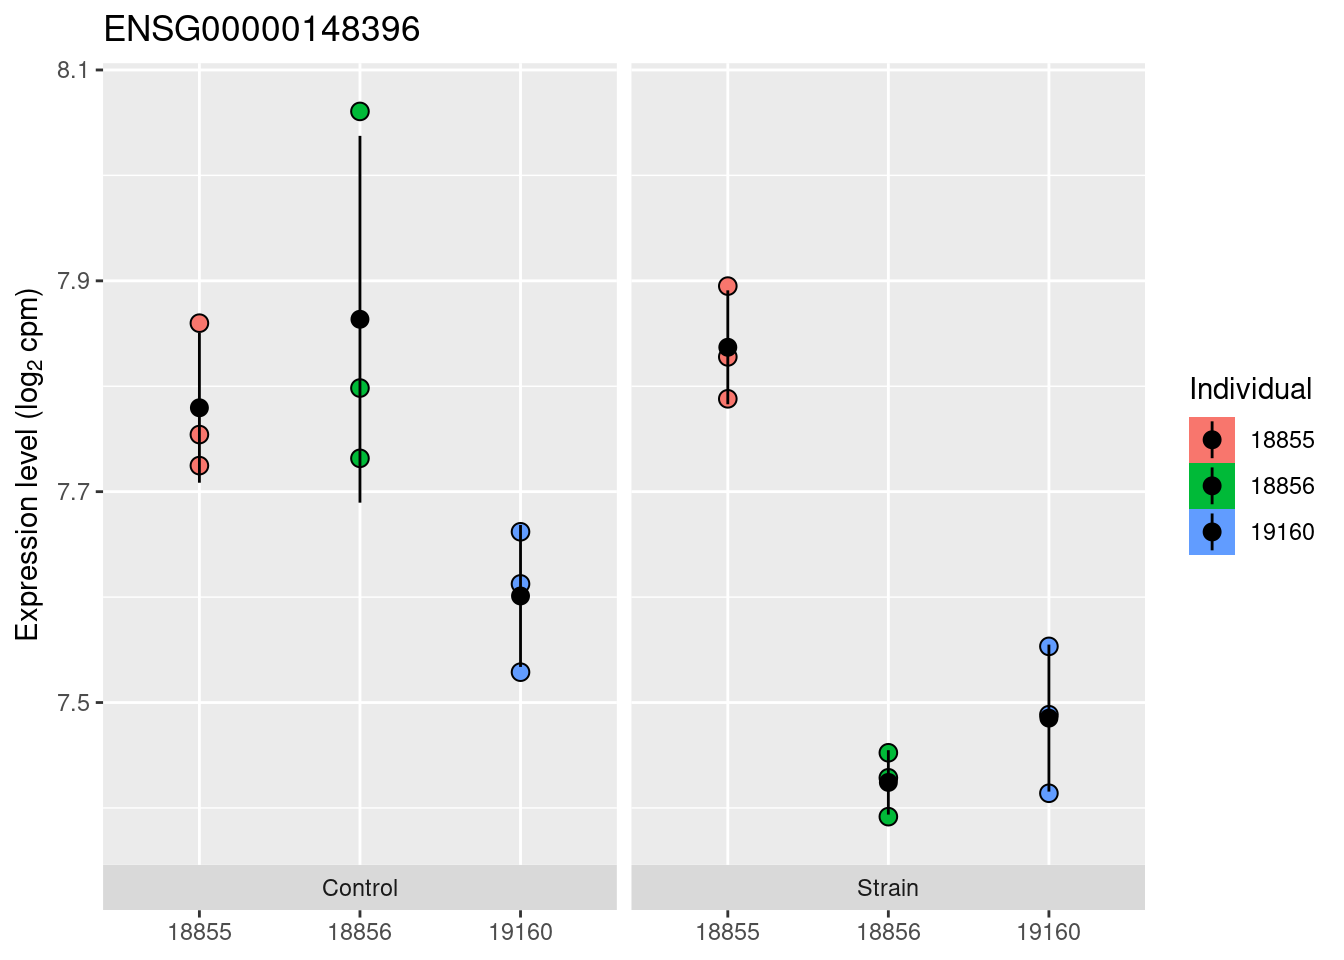 ENSG00000148396
Expression level (log₂ cpm)
8.1
7.9
7.7
7.5
Control
Strain
18855
18856
19160
18855
18856
19160
Individual
18855
18856
19160